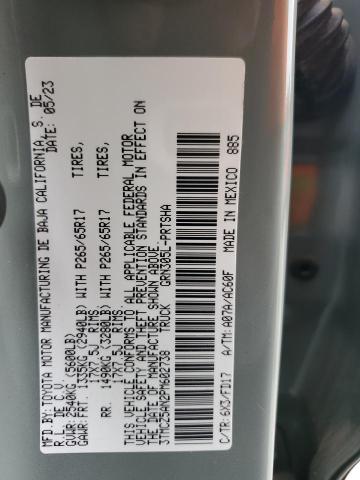 MFD. BY TOYOTA MOTOR MANUFACTURING DE BAJA CALIFORNIA, S. DE
R.L. DE C.V. DATE: 05/23
GVWR: 2540KG (5600LB)
GAWR: FRT. 1335KG (2940LB) WITH P265/65R17 TIRES,
17X7.5J RIMS,
RR. 1490KG (3280LB) WITH P265/65R17 TIRES,
17X7.5J RIMS,
THIS VEHICLE CONFORMS TO ALL APPLICABLE FEDERAL MOTOR
VEHICLE SAFETY AND THEFT PREVENTION STANDARDS IN EFFECT ON
THE DATE OF MANUFACTURE SHOWN ABOVE.
3TMCZ5AN2PM602738 TRUCK GRN305L-PRTSHA
C/TR: 6X3/FD17 A/TM: A07A/AC60F MADE IN MEXICO 885